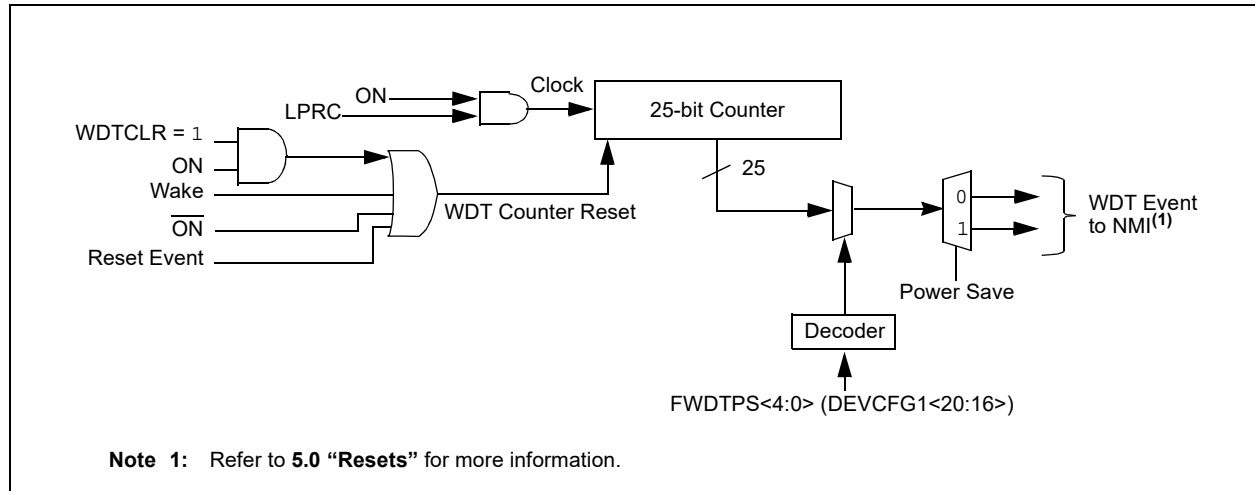 ON
LPRC
Clock
25-bit Counter
WDTCLR = 1
ON
Wake
ON
Reset Event
WDT Counter Reset
25
0
1
WDT Event
to NMI(1)
Power Save
Decoder
FWDTPS<4:0> (DEVCFG1<20:16>)
Note 1: Refer to 5.0 “Resets” for more information.